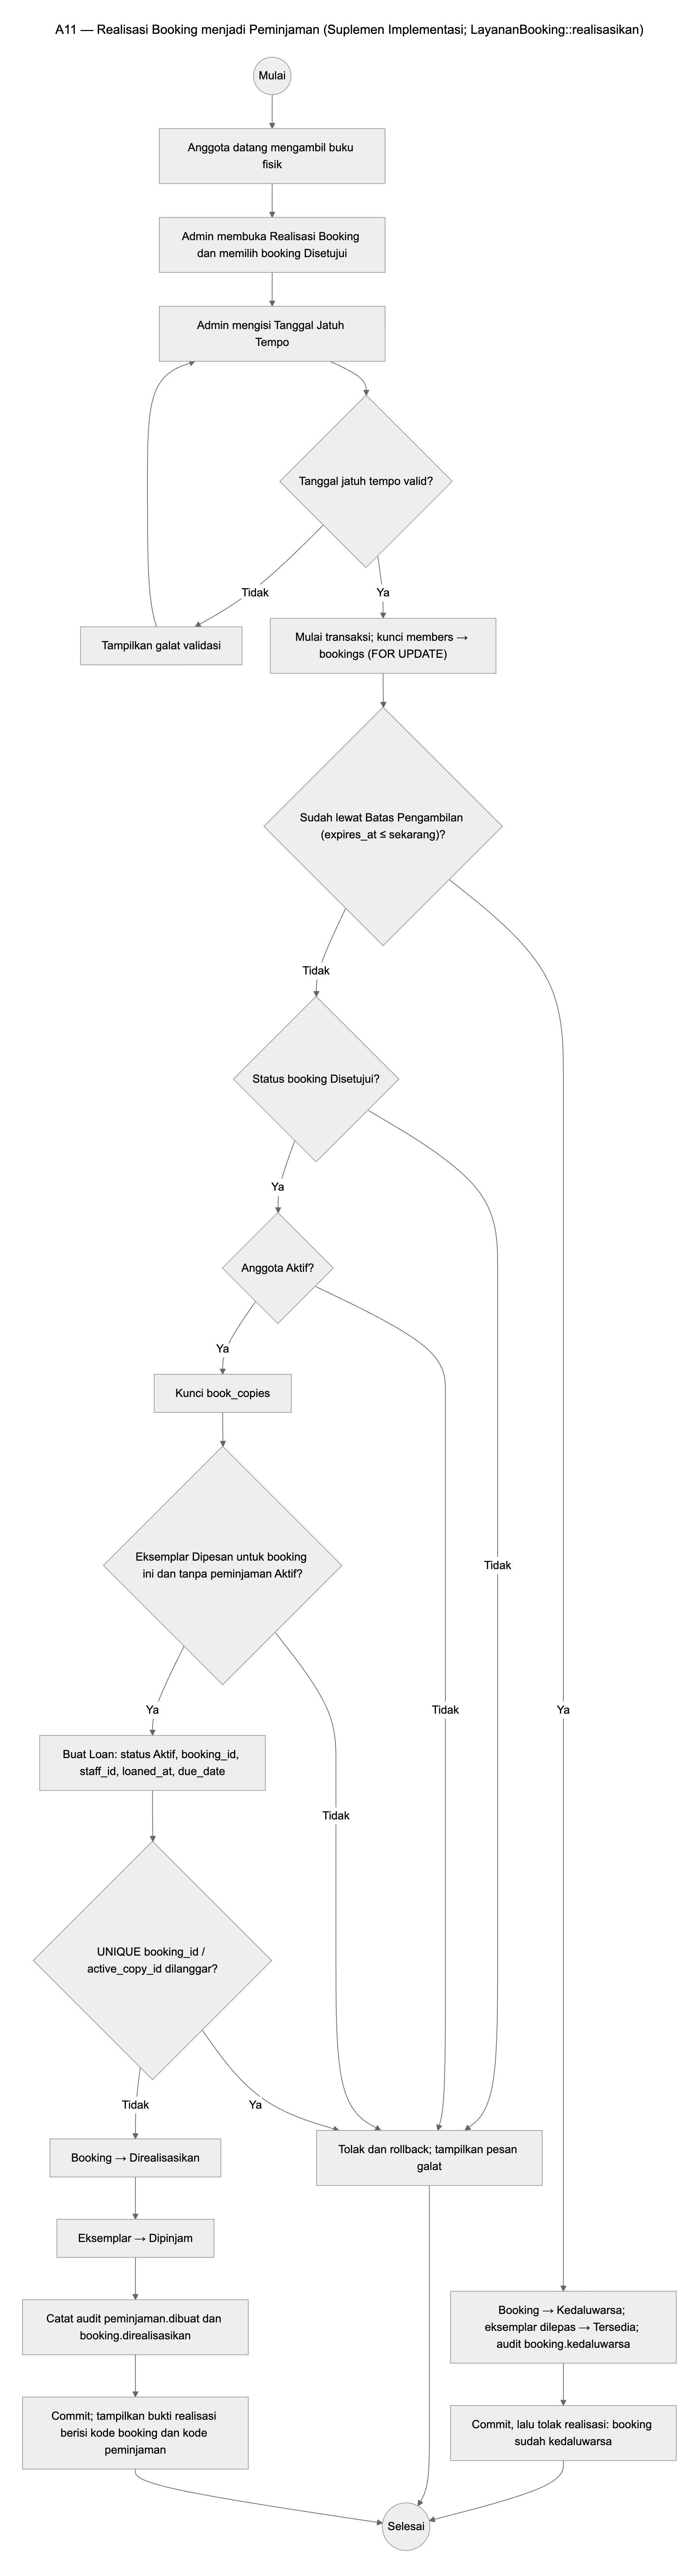 A11 — Realisasi Booking menjadi Peminjaman (Suplemen Implementasi; LayananBooking::realisasikan)
Mulai
Anggota datang mengambil buku
fisik
Admin membuka Realisasi Booking
dan memilih booking Disetujui
Admin mengisi Tanggal Jatuh
Tempo
Tanggal jatuh tempo valid?
Tidak
Ya
Tampilkan galat validasi
Mulai transaksi; kunci members →
bookings (FOR UPDATE)
Sudah lewat Batas Pengambilan
(expires_at ≤ sekarang)?
Tidak
Status booking Disetujui?
Ya
Anggota Aktif?
Ya
Kunci book_copies
Eksemplar Dipesan untuk booking
ini dan tanpa peminjaman Aktif?
Tidak
Ya
Tidak
Ya
Buat Loan: status Aktif, booking_id,
staff_id, loaned_at, due_date
Tidak
UNIQUE booking_id /
active_copy_id dilanggar?
Tidak
Ya
Booking → Direalisasikan
Tolak dan rollback; tampilkan pesan
galat
Eksemplar → Dipinjam
Catat audit peminjaman.dibuat dan
booking.direalisasikan
Booking → Kedaluwarsa;
eksemplar dilepas → Tersedia;
audit booking.kedaluwarsa
Commit; tampilkan bukti realisasi
berisi kode booking dan kode
peminjaman
Commit, lalu tolak realisasi: booking
sudah kedaluwarsa
Selesai